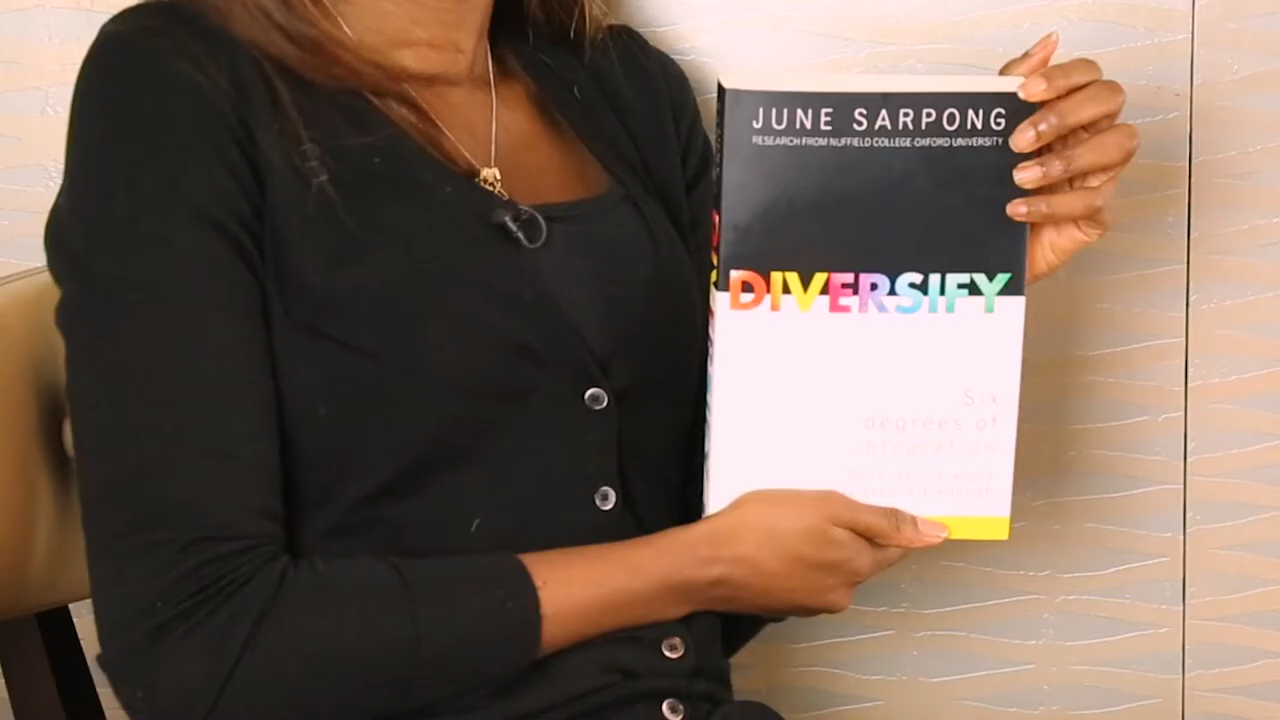 JUNE SARPONG
RESEARCH FROM NUFFIELD COLLEGE-OXFORD UNIVERSITY
DIVERSIFY
Six
degrees of
integration